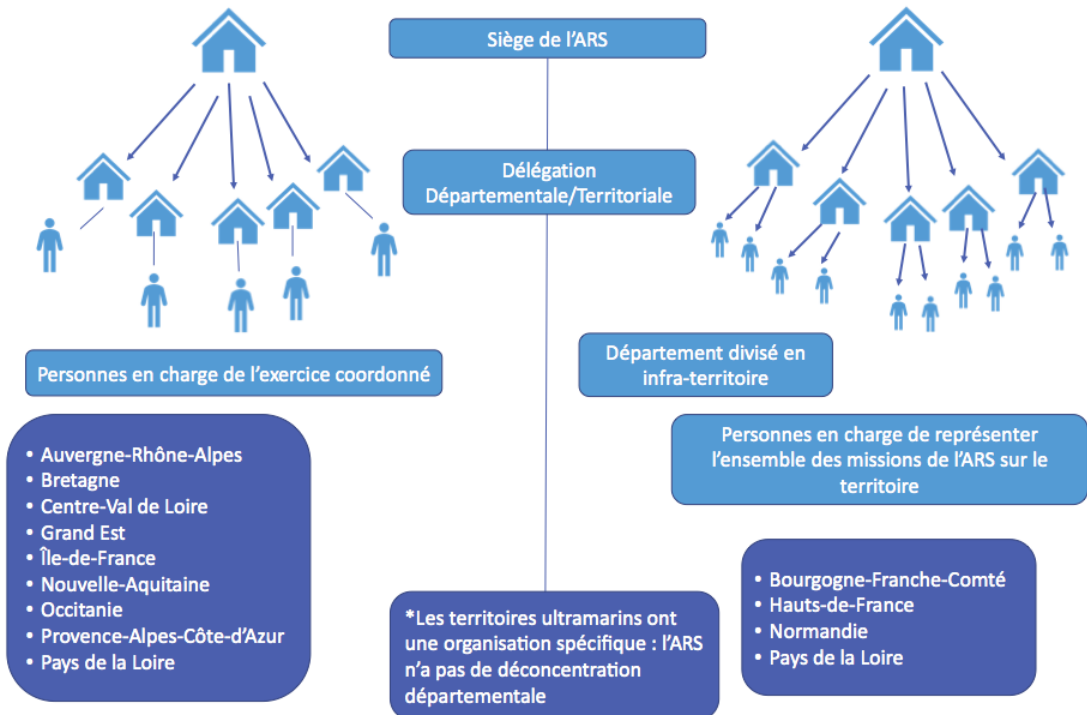 Siège de l'ARS
Délégation
Départementale/Territoriale
Personnes en charge de l'exercice coordonné
• Auvergne-Rhône-Alpes
• Bretagne
• Centre-Val de Loire
• Grand Est
• Île-de-France
• Nouvelle-Aquitaine
• Occitanie
• Provence-Alpes-Côte-d'Azur
• Pays de la Loire
Département divisé en
infra-territoire
Personnes en charge de représenter
l'ensemble des missions de l'ARS sur le
territoire
• Bourgogne-Franche-Comté
• Hauts-de-France
• Normandie
• Pays de la Loire
*Les territoires ultramarins ont
une organisation spécifique : l'ARS
n'a pas de déconcentration
départementale